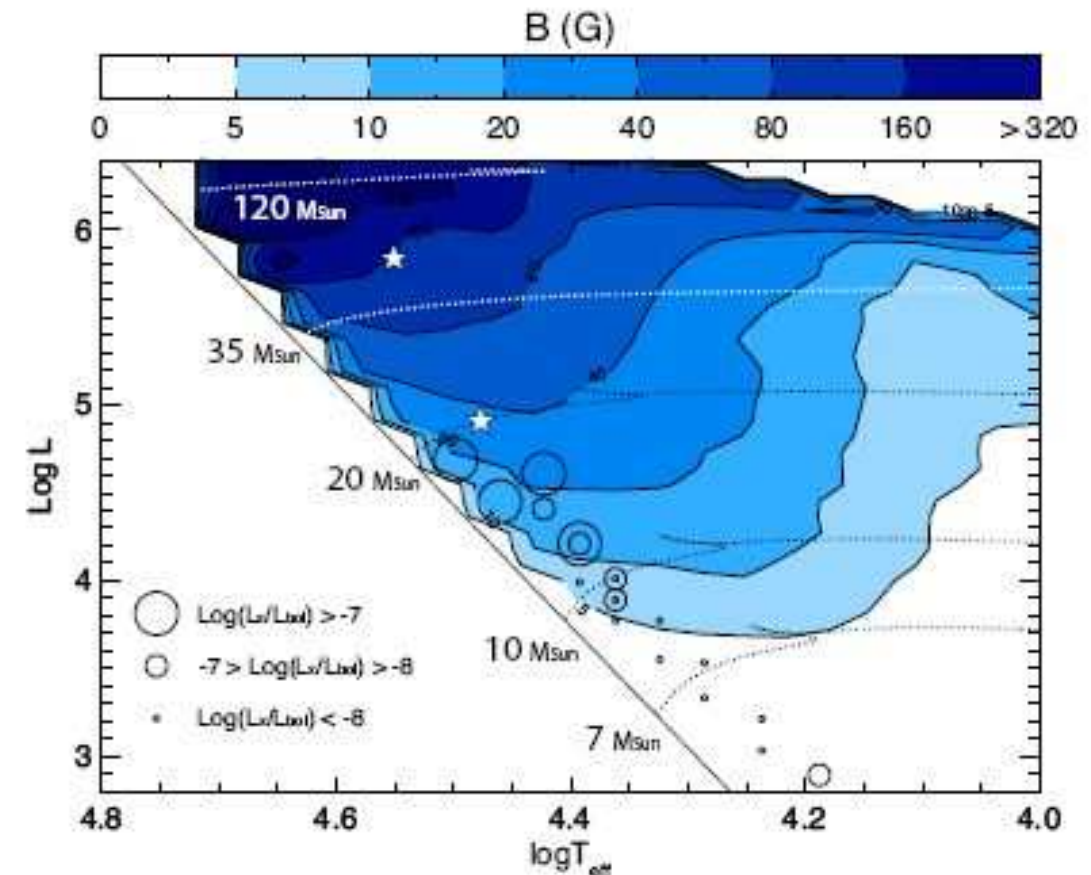 B (G)
0 5 10 20 40 80 160 >320
120 MSun
6
35 MSun
5
Log L
20 MSun
4
Log(Lx/Lbol) > -7
-7 > Log(Lx/Lbol) > -8
10 MSun
Log(Lx/Lbol) < -8
7 MSun
3
4.8 4.6 4.4 4.2 4.0
logTeff